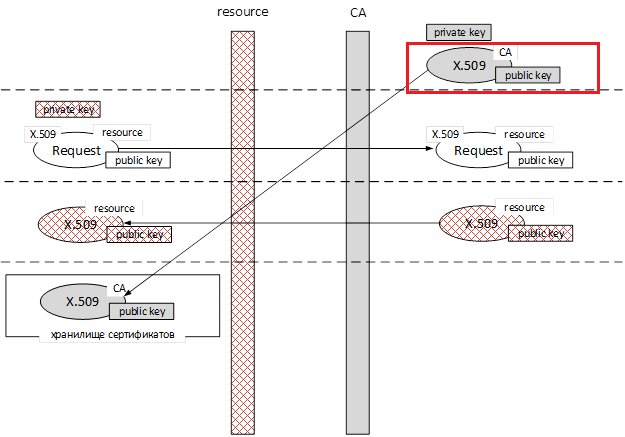 resource
CA
private key
CA
X.509
public key
private key
X.509
resource
Request
public key
X.509
resource
Request
public key
resource
X.509
public key
resource
X.509
public key
CA
X.509
public key
хранилище сертификатов